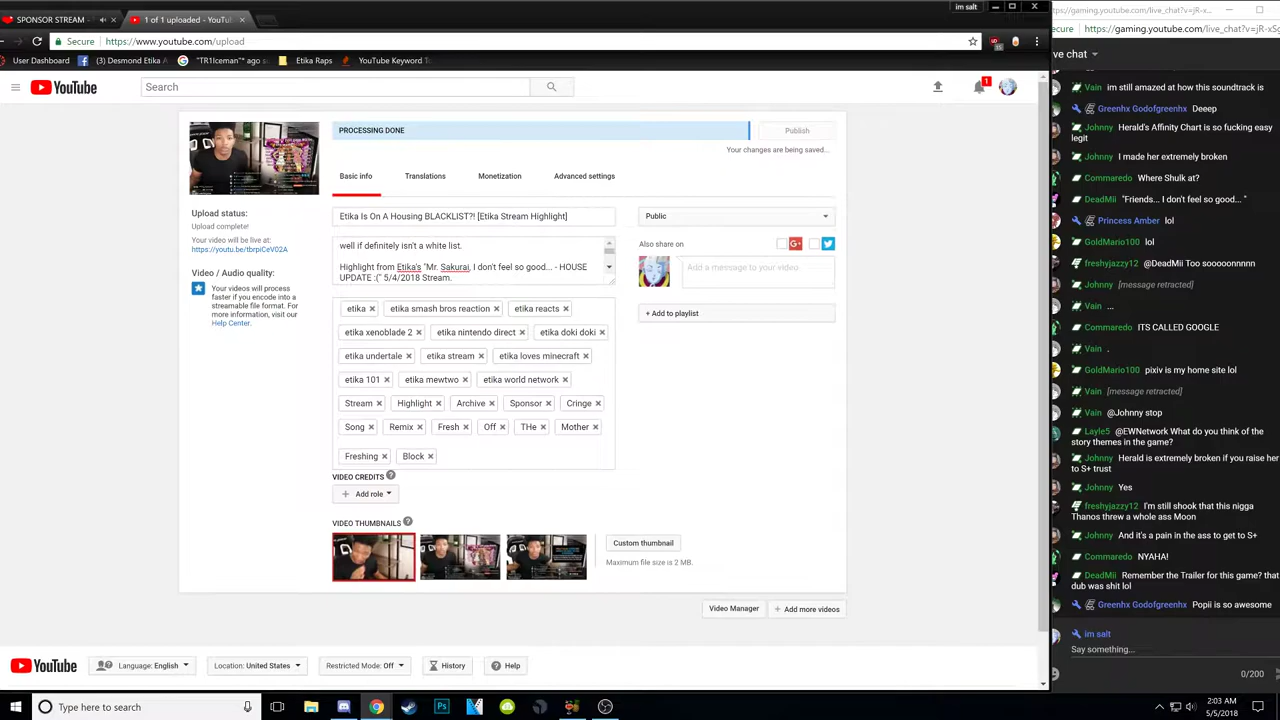 SPONSOR STREAM -
1 of 1 uploaded - YouTu
im salt
Secure
https://www.youtube.com/upload
User Dashboard
(3) Desmond Etika
"TR1Iceman"* ago s
Etika Raps
YouTube Keyword To
YouTube
Search
1
PROCESSING DONE
Publish
Your changes are being saved...
Basic info
Translations
Monetization
Advanced settings
Upload status:
Upload complete!
Your video will be live at:
https://youtu.be/tbrpiCeV02A
Video / Audio quality:
Your videos will process
faster if you encode into a
streamable file format. For
more information, visit our
Help Center.
Etika Is On A Housing BLACKLIST?! [Etika Stream Highlight]
well if definitely isn't a white list.
Highlight from Etika's "Mr. Sakurai, I don't feel so good... - HOUSE
UPDATE :(" 5/4/2018 Stream.
Public
Also share on
Add a message to your video
+ Add to playlist
etika
etika smash bros reaction
etika reacts
etika xenoblade 2
etika nintendo direct
etika doki doki
etika undertale
etika stream
etika loves minecraft
etika 101
etika mewtwo
etika world network
Stream
Highlight
Archive
Sponsor
Cringe
Song
Remix
Fresh
Off
THe
Mother
Freshing
Block
VIDEO CREDITS
+ Add role
VIDEO THUMBNAILS
Custom thumbnail
Maximum file size is 2 MB.
Video Manager
+ Add more videos
YouTube
Language: English
Location: United States
Restricted Mode: Off
History
Help
Type here to search
2:03 AM
5/5/2018
ps://gaming.youtube.com/live_chat?v=jR-xS
ecure
https://gaming.youtube.com/live_chat?v=jR-xSg
ve chat
Vain im still amazed at how this soundtrack is
Greenhx Godofgreenhx Deeep
Johnny Herald's Affinity Chart is so fucking easy
legit
Johnny I made her extremely broken
Commaredo Where Shulk at?
DeadMii "Friends... I don't feel so good... "
Princess Amber lol
GoldMario100 lol
freshyjazzy12 @DeadMii Too sooooonnnnn
Johnny [message retracted]
Vain ...
Commaredo ITS CALLED GOOGLE
Vain .
GoldMario100 pixiv is my home site lol
Vain [message retracted]
Vain @Johnny stop
Layle5 @EWNetwork What do you think of the
story themes in the game?
Johnny Herald is extremely broken if you raise her
to S+ trust
Johnny Yes
freshyjazzy12 I'm still shook that this nigga
Thanos threw a whole ass Moon
Johnny And it's a pain in the ass to get to S+
Commaredo NYAHA!
DeadMii Remember the Trailer for this game? that
dub was shit lol
Greenhx Godofgreenhx Popii is so awesome
im salt
Say something...
0/200